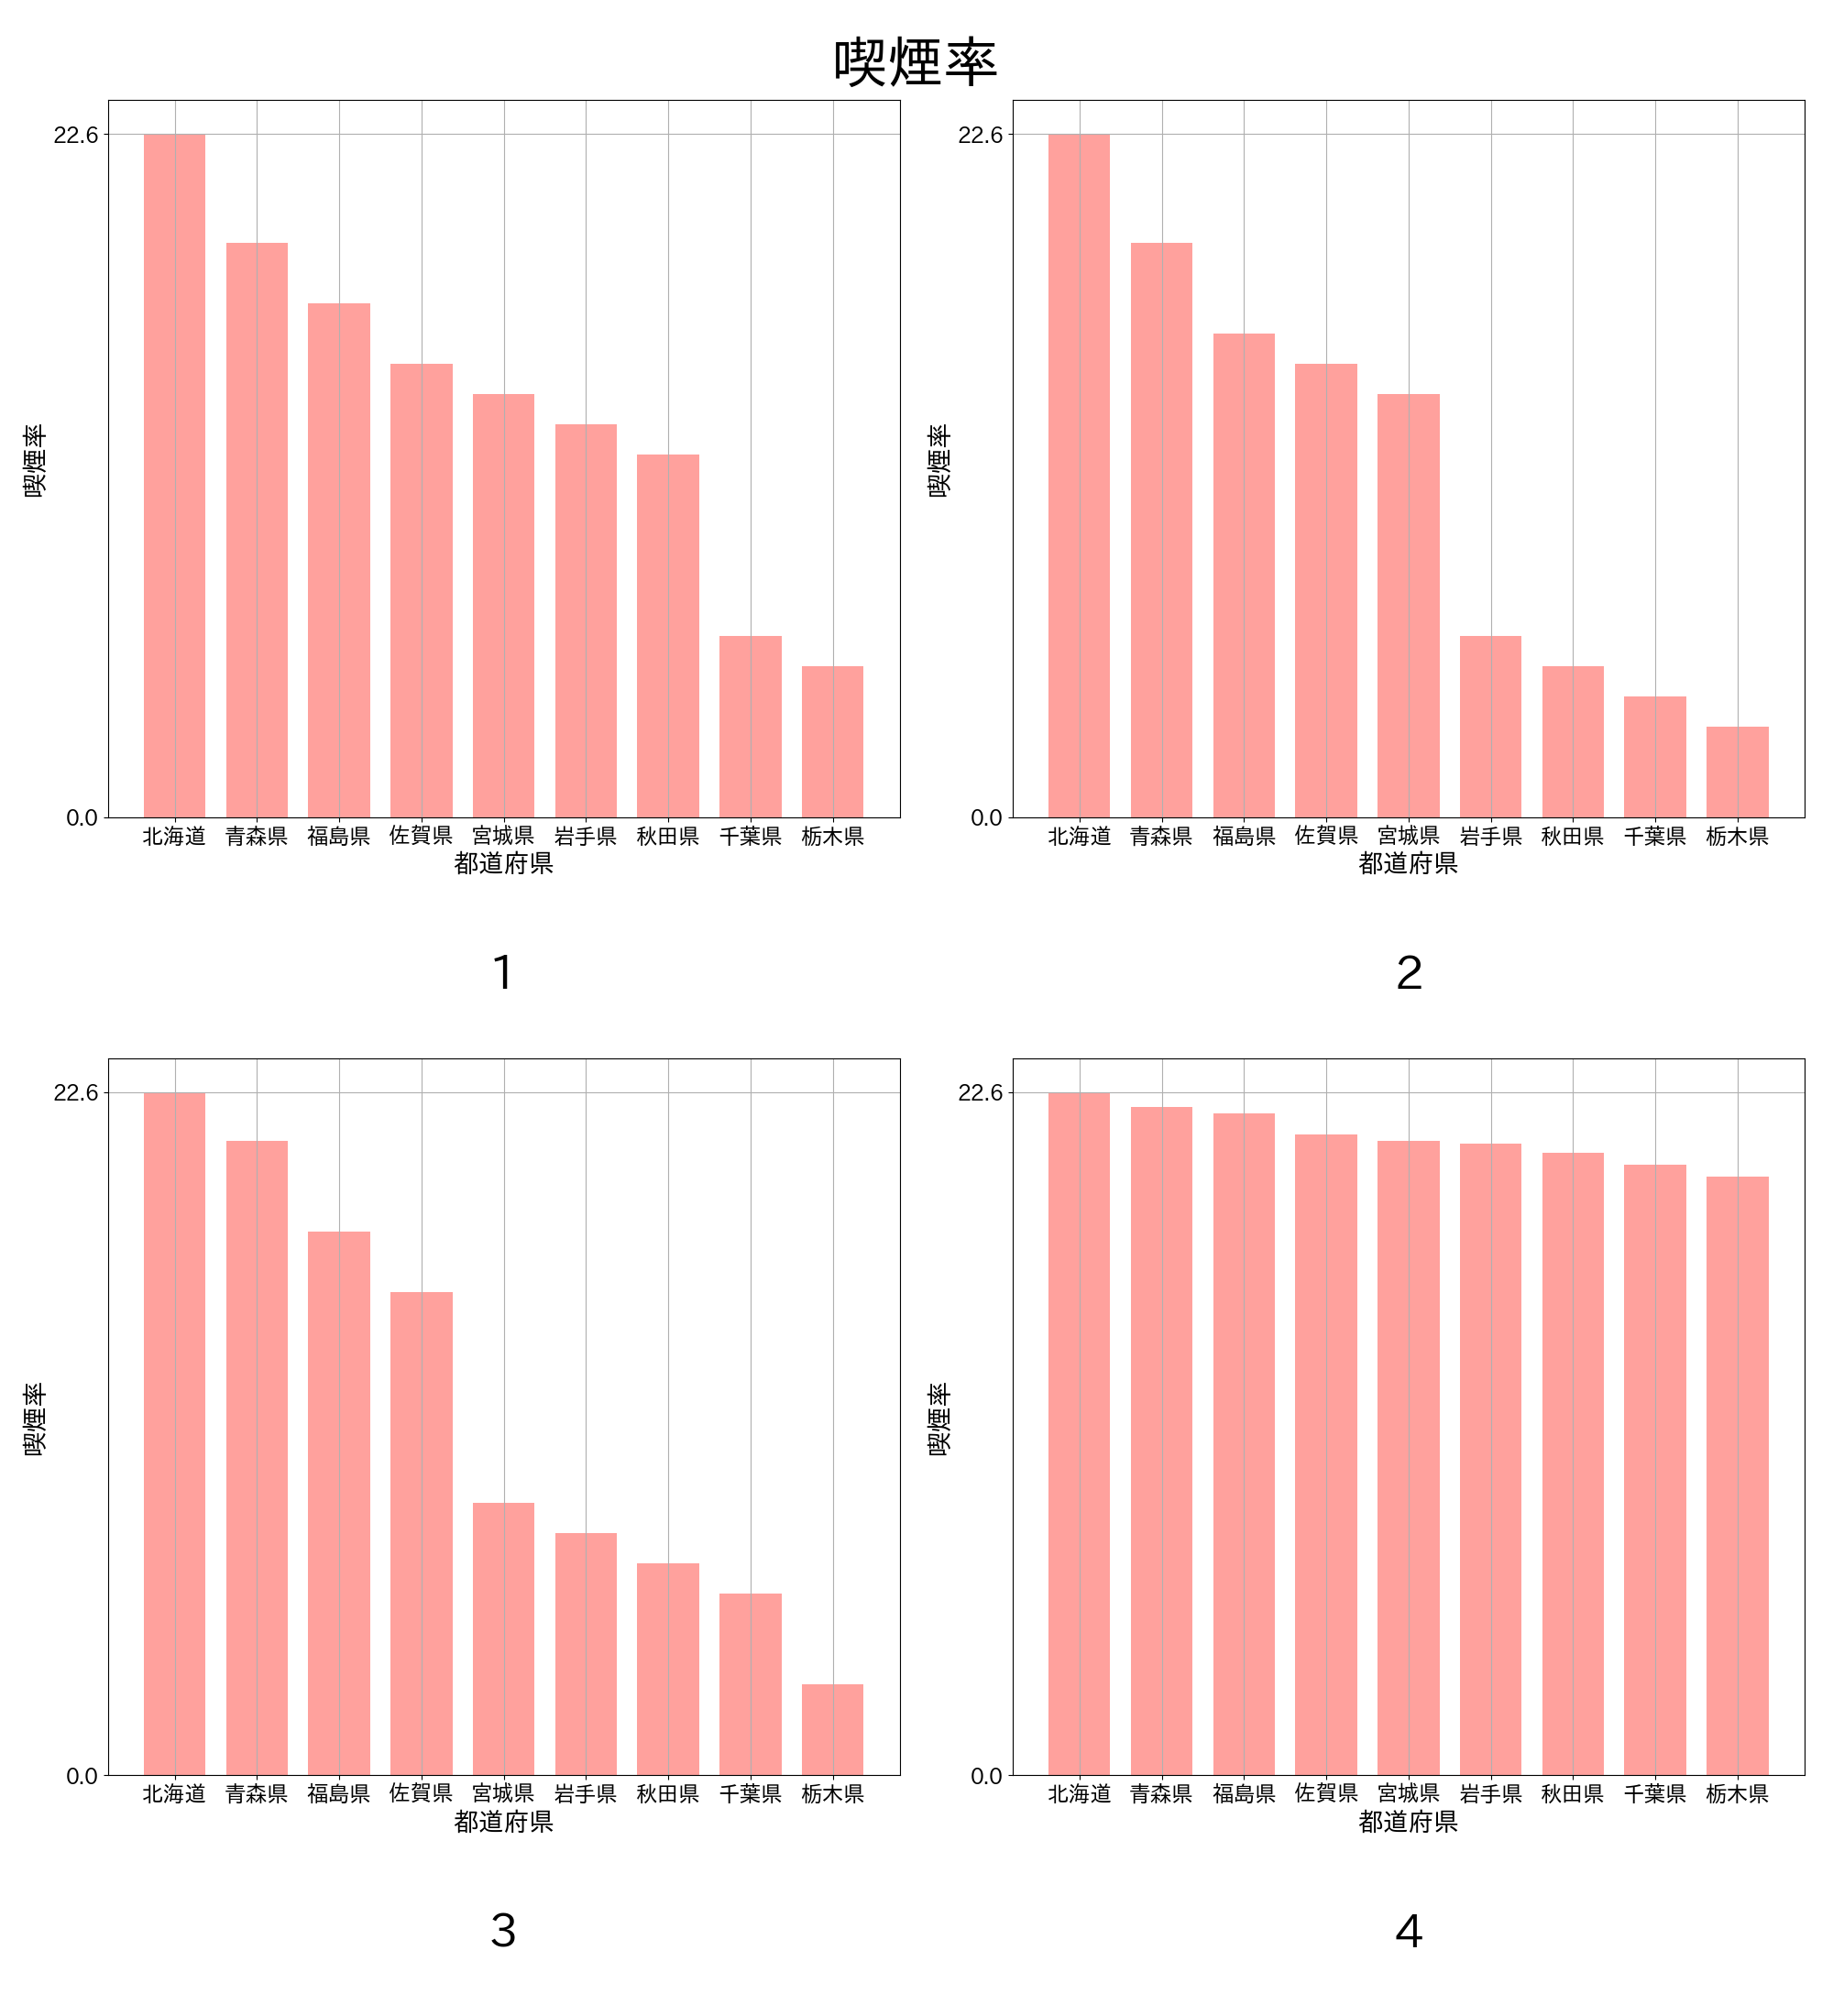 喫煙率
22.6
0.0
喫煙率
北海道 青森県 福島県 佐賀県 宮城県 岩手県 秋田県 千葉県 栃木県
都道府県
1
22.6
0.0
喫煙率
北海道 青森県 福島県 佐賀県 宮城県 岩手県 秋田県 千葉県 栃木県
都道府県
2
22.6
0.0
喫煙率
北海道 青森県 福島県 佐賀県 宮城県 岩手県 秋田県 千葉県 栃木県
都道府県
3
22.6
0.0
喫煙率
北海道 青森県 福島県 佐賀県 宮城県 岩手県 秋田県 千葉県 栃木県
都道府県
4